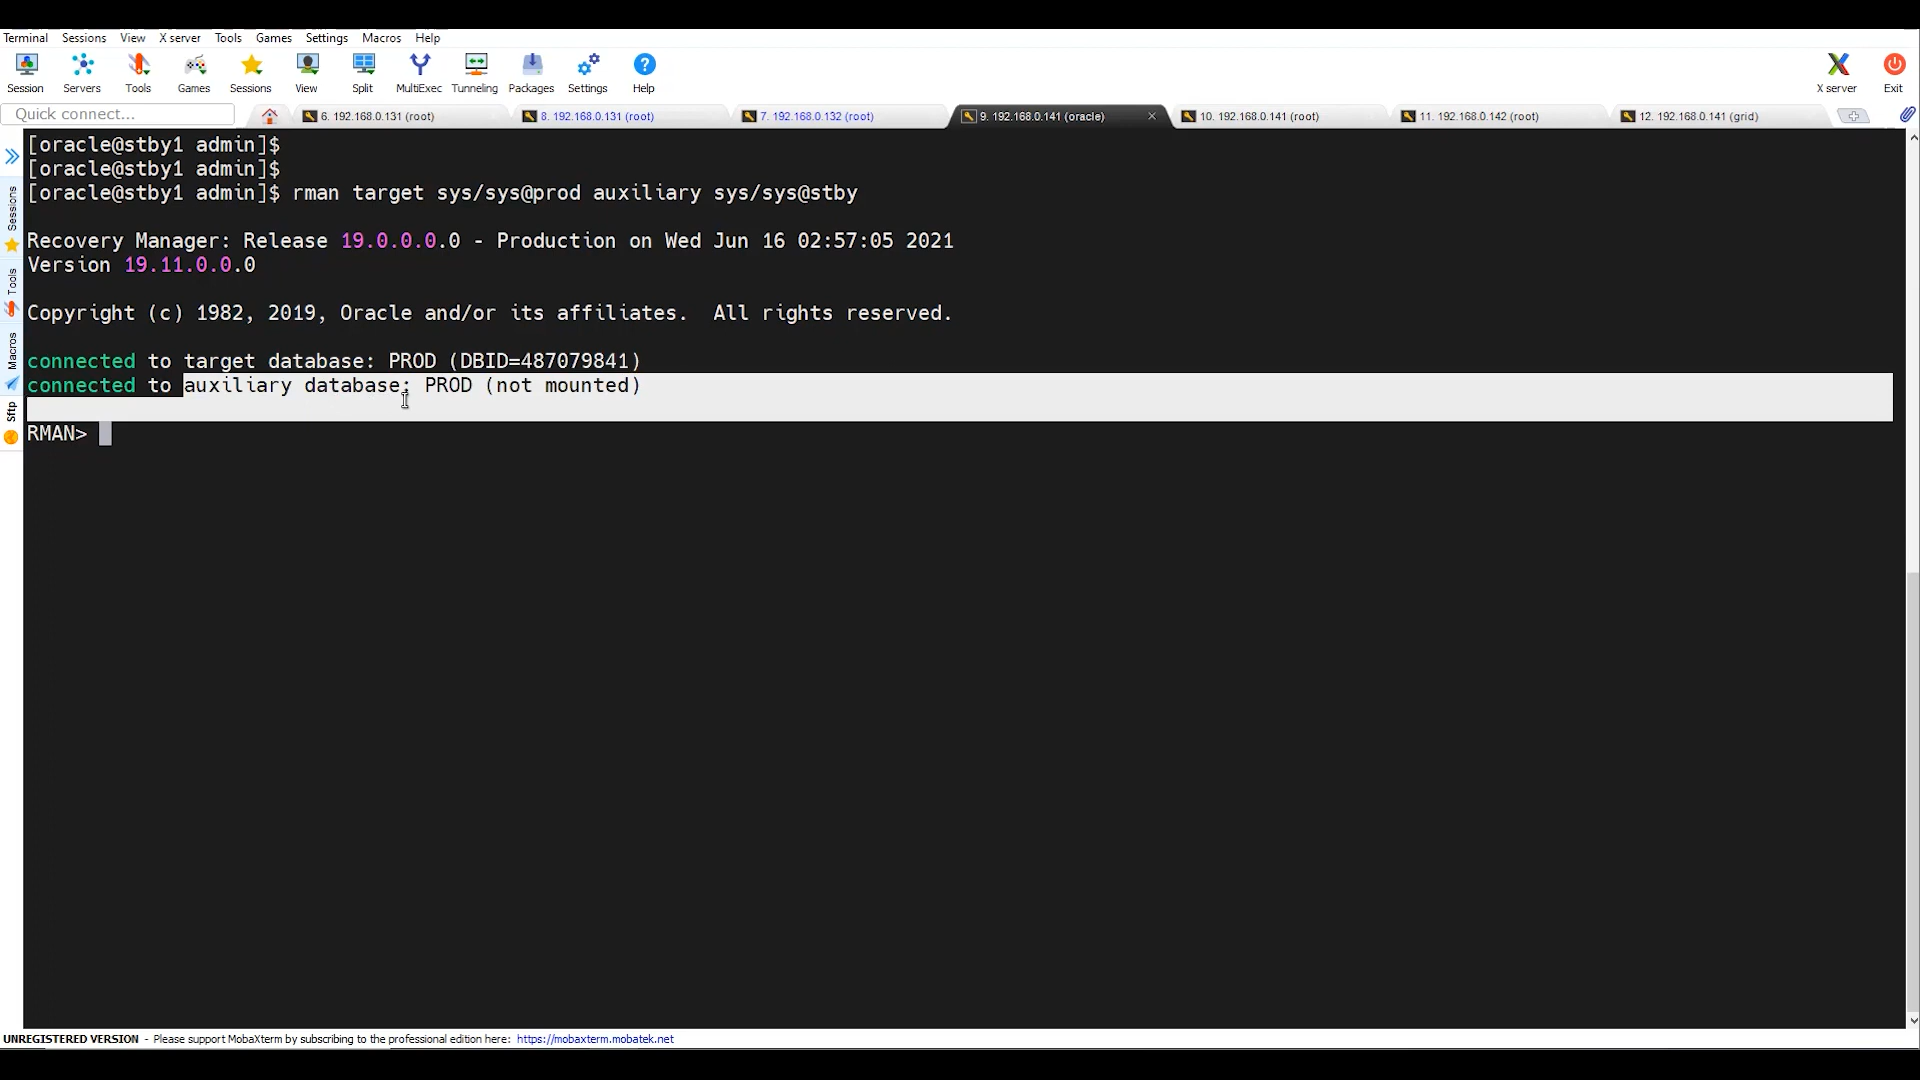 Terminal Sessions View X server Tools Games Settings Macros Help
Session Servers Tools Games Sessions View Split MultiExec Tunneling Packages Settings Help X server Exit
Quick connect... 6. 192.168.0.131 (root) 8. 192.168.0.131 (root) 7. 192.168.0.132 (root) 9. 192.168.0.141 (oracle) 10. 192.168.0.141 (root) 11. 192.168.0.142 (root) 12. 192.168.0.141 (grid)
Sessions
Tools
Macros
Sftp
[oracle@stby1 admin]$
[oracle@stby1 admin]$
[oracle@stby1 admin]$ rman target sys/sys@prod auxiliary sys/sys@stby
Recovery Manager: Release 19.0.0.0.0 - Production on Wed Jun 16 02:57:05 2021
Version 19.11.0.0.0
Copyright (c) 1982, 2019, Oracle and/or its affiliates.  All rights reserved.
connected to target database: PROD (DBID=487079841)
connected to auxiliary database: PROD (not mounted)
RMAN>
UNREGISTERED VERSION - Please support MobaXterm by subscribing to the professional edition here: https://mobaxterm.mobatek.net